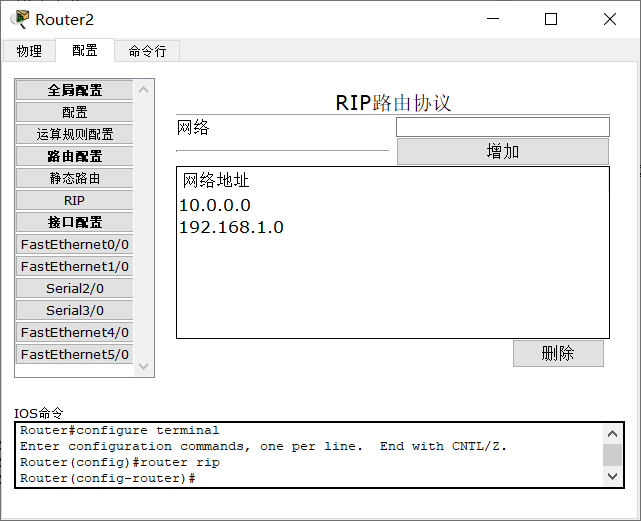 Router2
物理 配置 命令行
全局配置
配置
运算规则配置
路由配置
静态路由
RIP
接口配置
FastEthernet0/0
FastEthernet1/0
Serial2/0
Serial3/0
FastEthernet4/0
FastEthernet5/0
RIP路由协议
网络
增加
网络地址
10.0.0.0
192.168.1.0
删除
IOS命令
Router#configure terminal
Enter configuration commands, one per line.  End with CNTL/Z.
Router(config)#router rip
Router(config-router)#